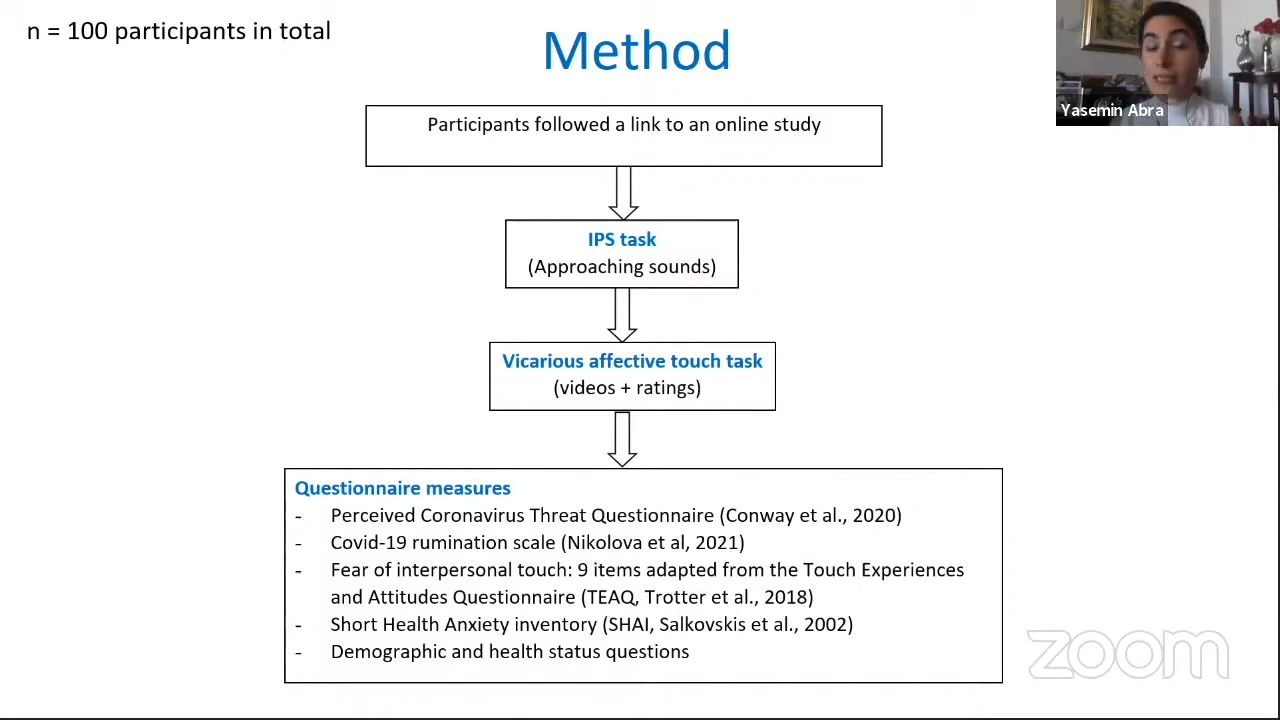 n = 100 participants in total
Method
Yasemin Abra
Participants followed a link to an online study
IPS task
(Approaching sounds)
Vicarious affective touch task
(videos + ratings)
Questionnaire measures
- Perceived Coronavirus Threat Questionnaire (Conway et al., 2020)
- Covid-19 rumination scale (Nikolova et al, 2021)
- Fear of interpersonal touch: 9 items adapted from the Touch Experiences
and Attitudes Questionnaire (TEAQ, Trotter et al., 2018)
- Short Health Anxiety inventory (SHAI, Salkovskis et al., 2002)
- Demographic and health status questions
zoom